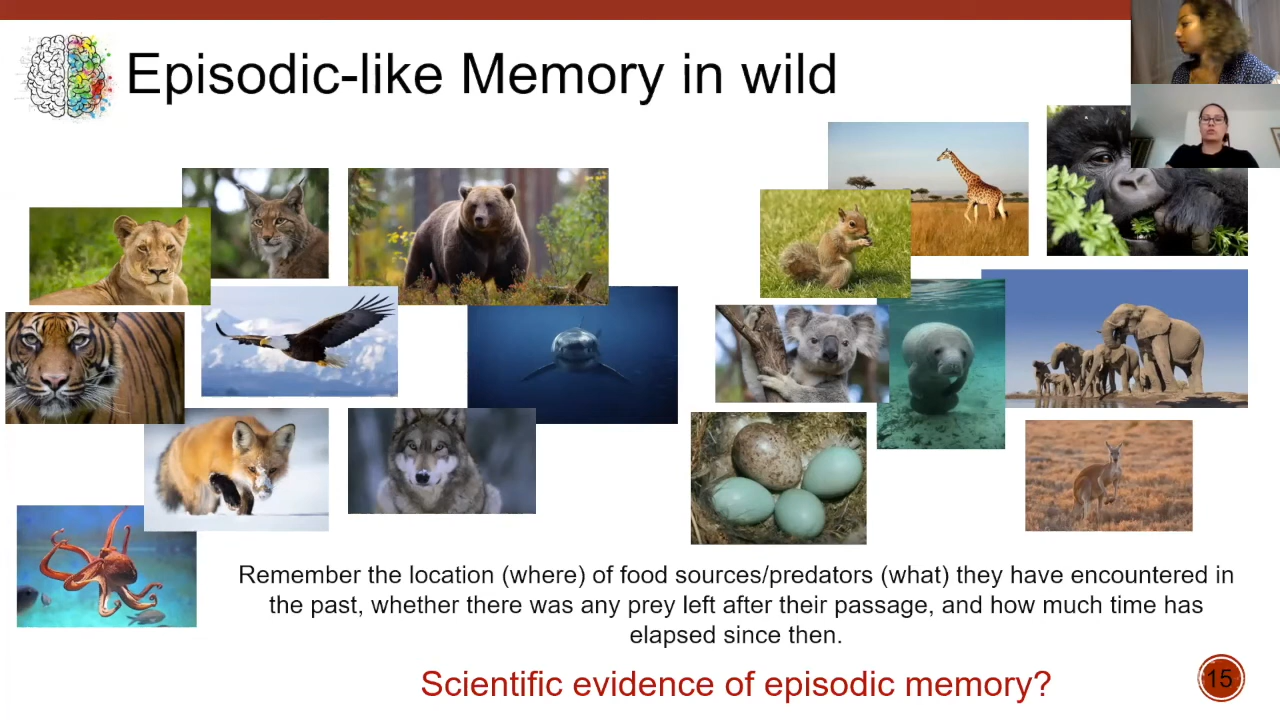 Episodic-like Memory in wild
Remember the location (where) of food sources/predators (what) they have encountered in
the past, whether there was any prey left after their passage, and how much time has
elapsed since then.
Scientific evidence of episodic memory?
15